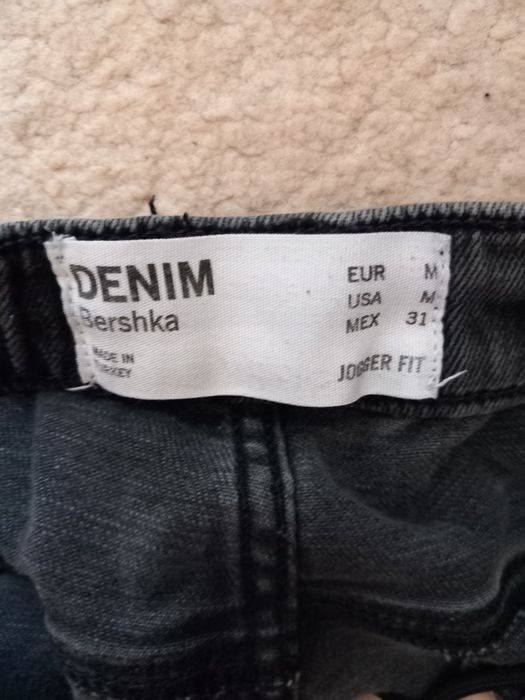 DENIM
Bershka
MADE IN
TURKEY
EUR M
USA M
MEX 31
JOGGER FIT